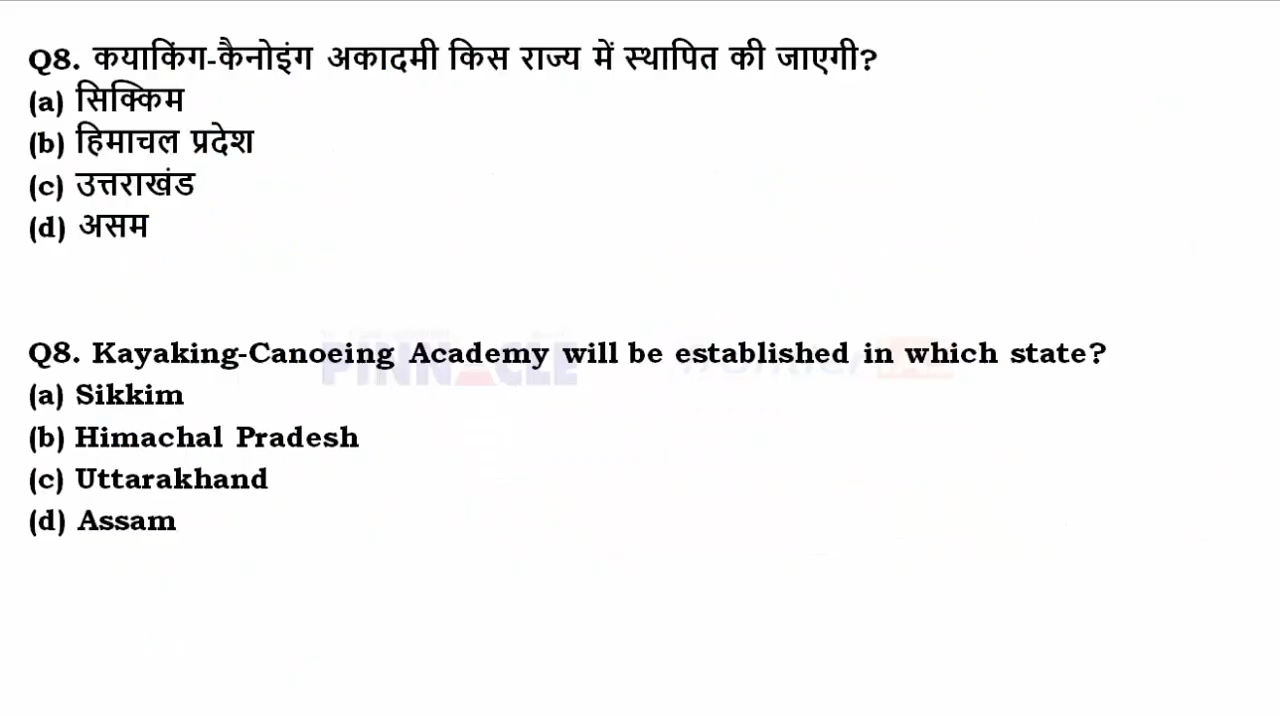 Q8. कयाकिंग-कैनोइंग अकादमी किस राज्य में स्थापित की जाएगी?
(a) सिक्किम
(b) हिमाचल प्रदेश
(c) उत्तराखंड
(d) असम
Q8. Kayaking-Canoeing Academy will be established in which state?
PINNACLE
(a) Sikkim
(b) Himachal Pradesh
(c) Uttarakhand
(d) Assam